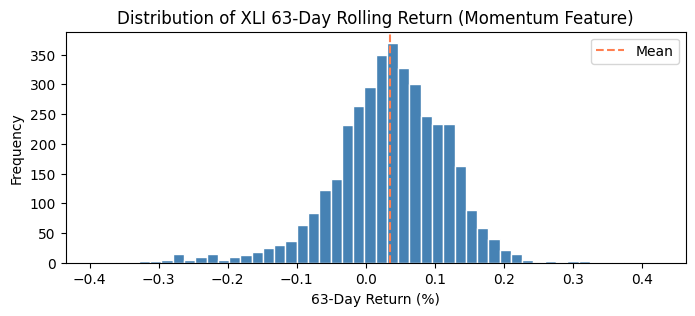 Distribution of XLI 63-Day Rolling Return (Momentum Feature)
Mean
Frequency
350
300
250
200
150
100
50
0
−0.4 −0.3 −0.2 −0.1 0.0 0.1 0.2 0.3 0.4
63-Day Return (%)